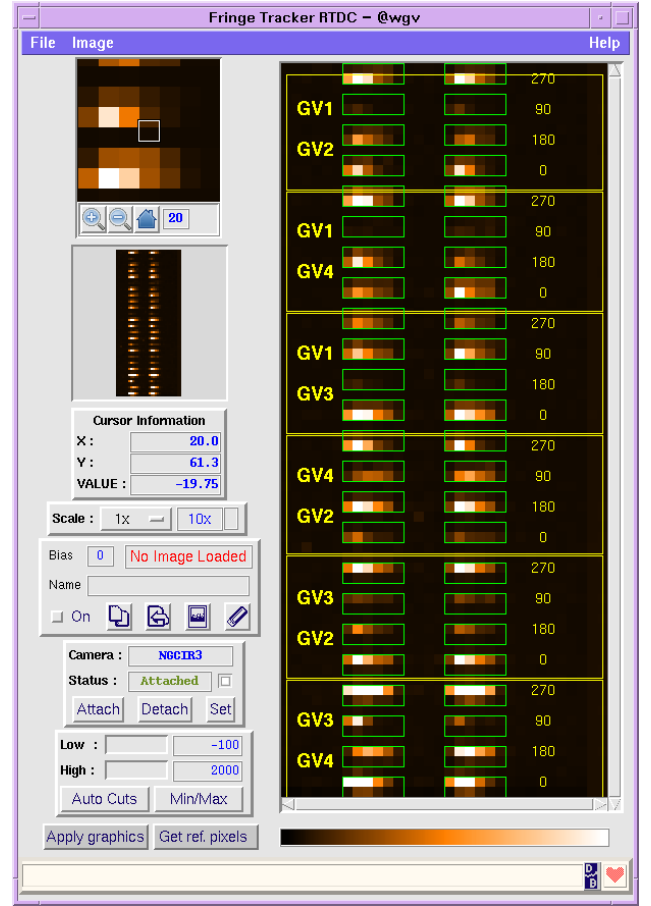 Fringe Tracker RTDC – @wgv
File Image Help
20
Cursor Information
X : 20.0
Y : 61.3
VALUE : -19.75
Scale : 1x 10x
Bias 0 No Image Loaded
Name
On
Camera : NGCIR3
Status : Attached
Attach Detach Set
Low : -100
High : 2000
Auto Cuts Min/Max
Apply graphics Get ref. pixels
270
GV1 90
GV2 180
0
270
GV1 90
GV4 180
0
270
GV1 90
GV3 180
0
270
GV4 90
GV2 180
0
270
GV3 90
GV2 180
0
270
GV3 90
GV4 180
0
D
D